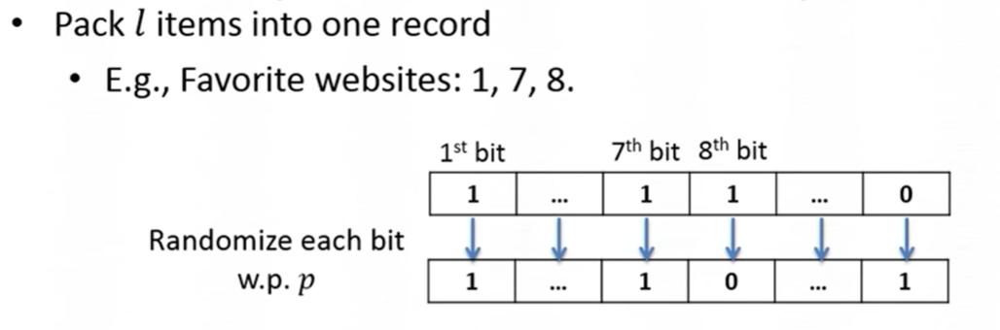 • Pack l items into one record
• E.g., Favorite websites: 1, 7, 8.
1st bit 7th bit 8th bit
1 ... 1 1 ... 0
Randomize each bit
w.p. p
1 ... 1 0 ... 1